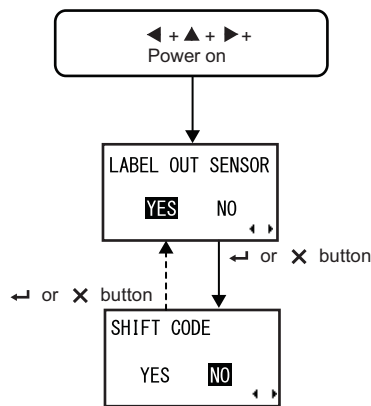 ◀ + ▲ + ▶ +
Power on
LABEL OUT SENSOR
YES NO
↵ or ✕ button
↵ or ✕ button
SHIFT CODE
YES NO